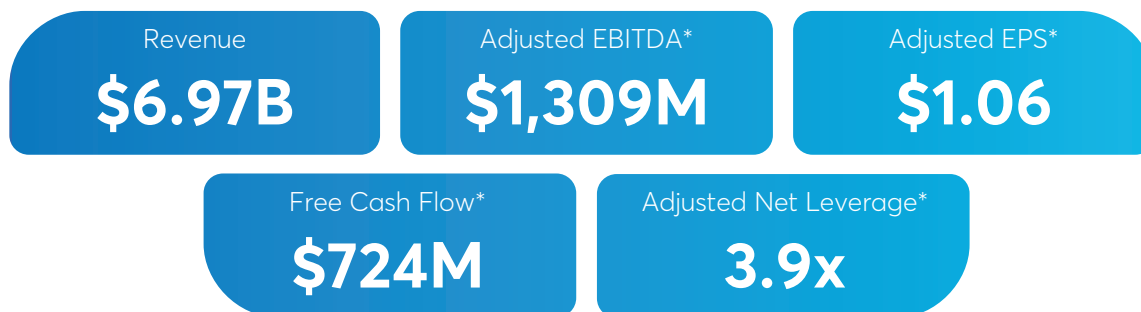 Revenue
$6.97B
Adjusted EBITDA*
$1,309M
Adjusted EPS*
$1.06
Free Cash Flow*
$724M
Adjusted Net Leverage*
3.9x